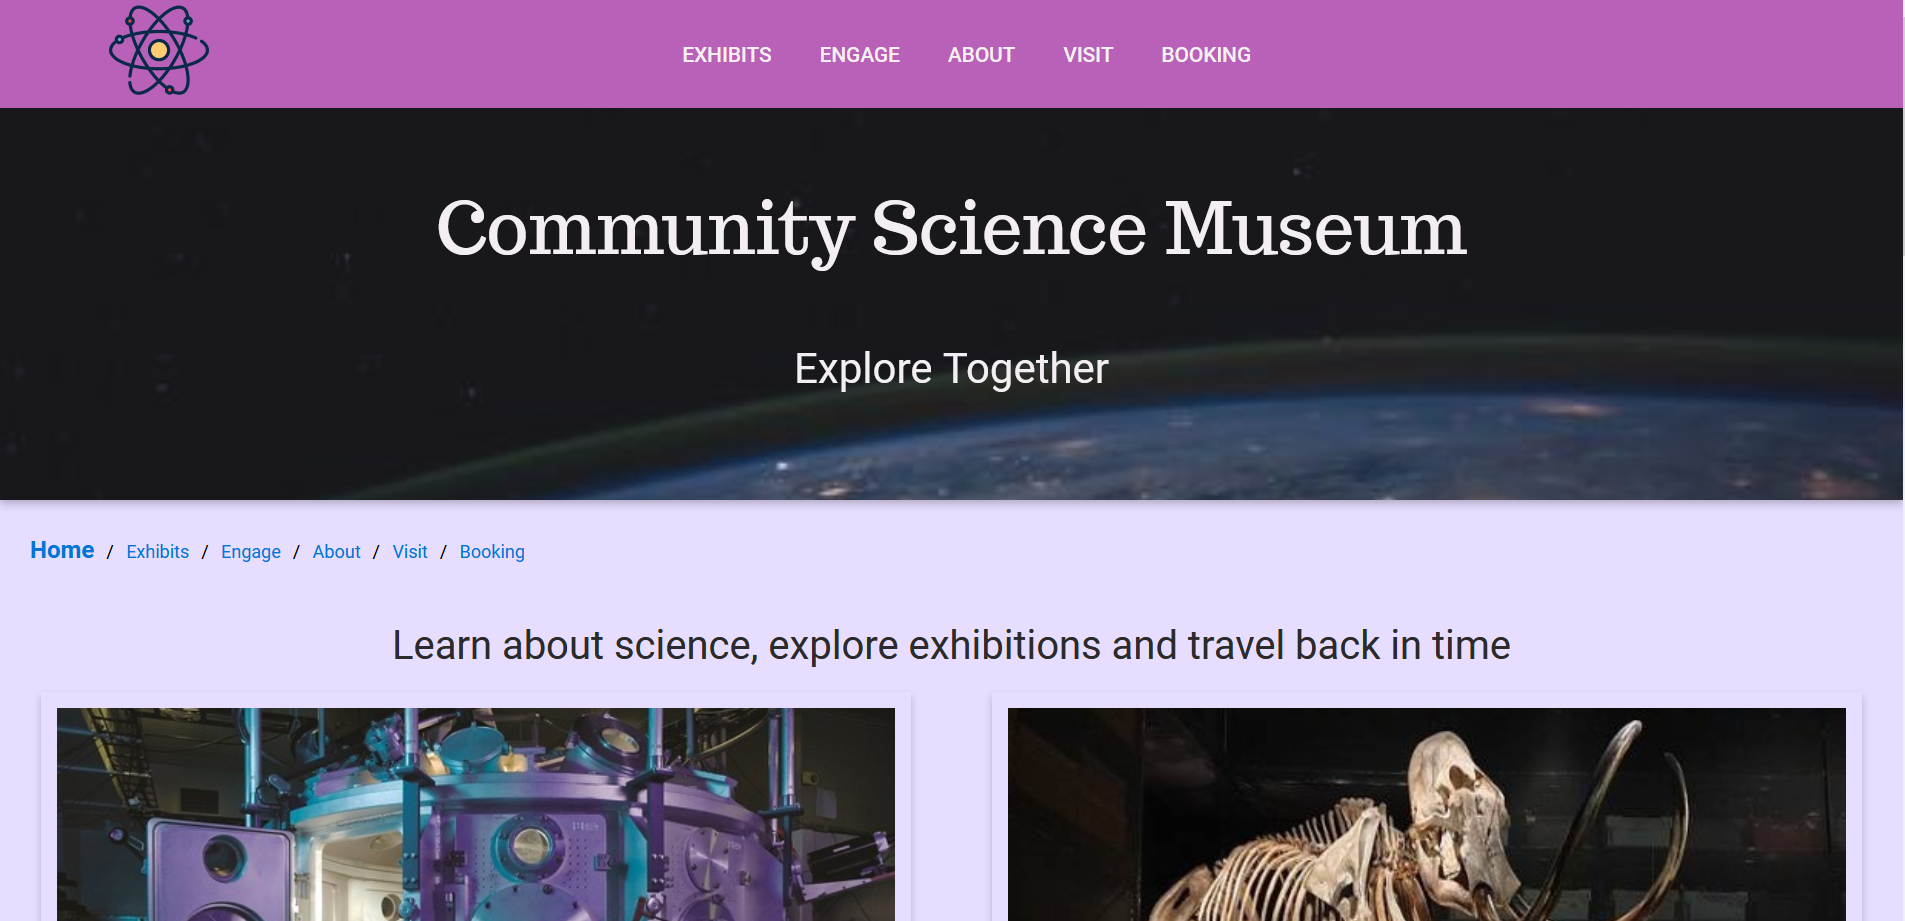 EXHIBITS ENGAGE ABOUT VISIT BOOKING
Community Science Museum
Explore Together
Home / Exhibits / Engage / About / Visit / Booking
Learn about science, explore exhibitions and travel back in time